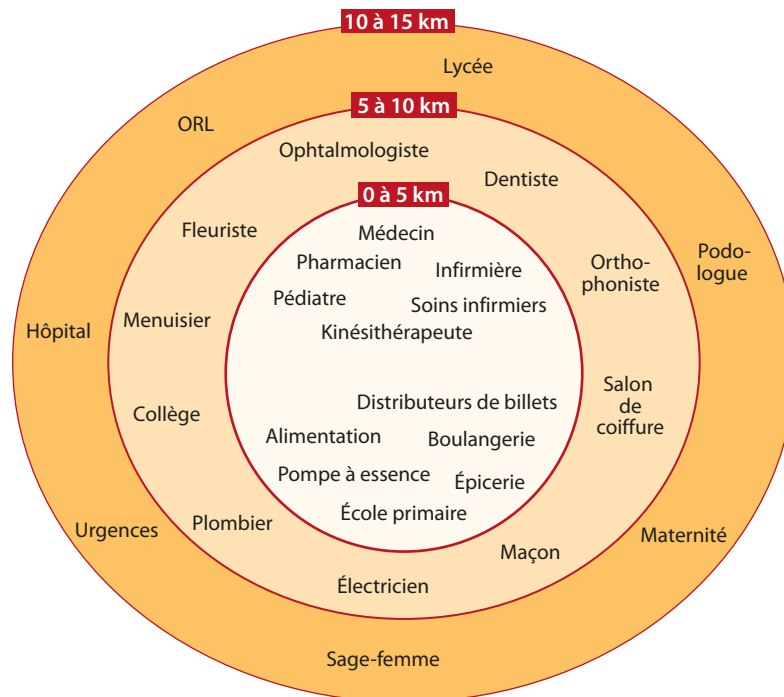 10 à 15 km
Lycée
5 à 10 km
ORL
Ophtalmologiste
Dentiste
0 à 5 km
Fleuriste
Médecin
Pharmacien
Infirmière
Ortho-
phoniste
Podo-
logue
Pédiatre
Soins infirmiers
Hôpital
Menuisier
Kinésithérapeute
Collège
Distributeurs de billets
Salon
de
coiffure
Alimentation
Boulangerie
Pompe à essence
Épicerie
École primaire
Urgences
Plombier
Maçon
Maternité
Électricien
Sage-femme